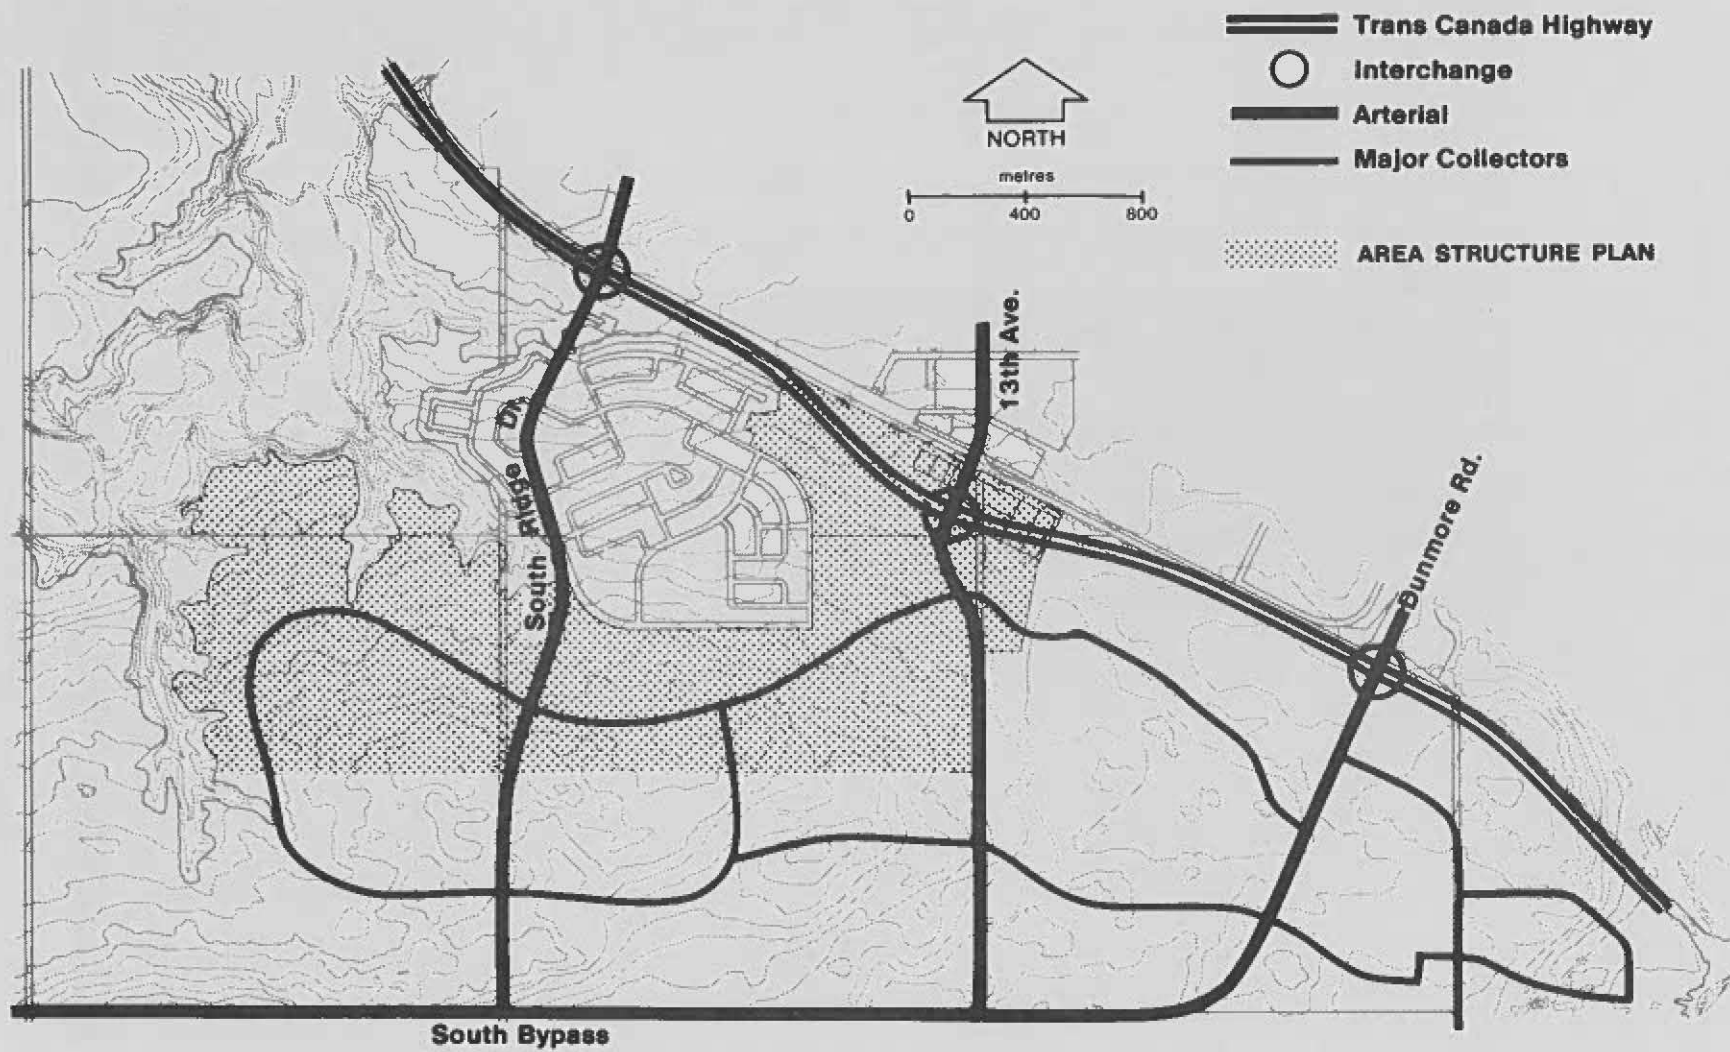 Trans Canada Highway
Interchange
Arterial
Major Collectors
NORTH
metres
0 400 800
AREA STRUCTURE PLAN
13th Ave.
South Ridge Dr.
Dunmore Rd.
South Bypass